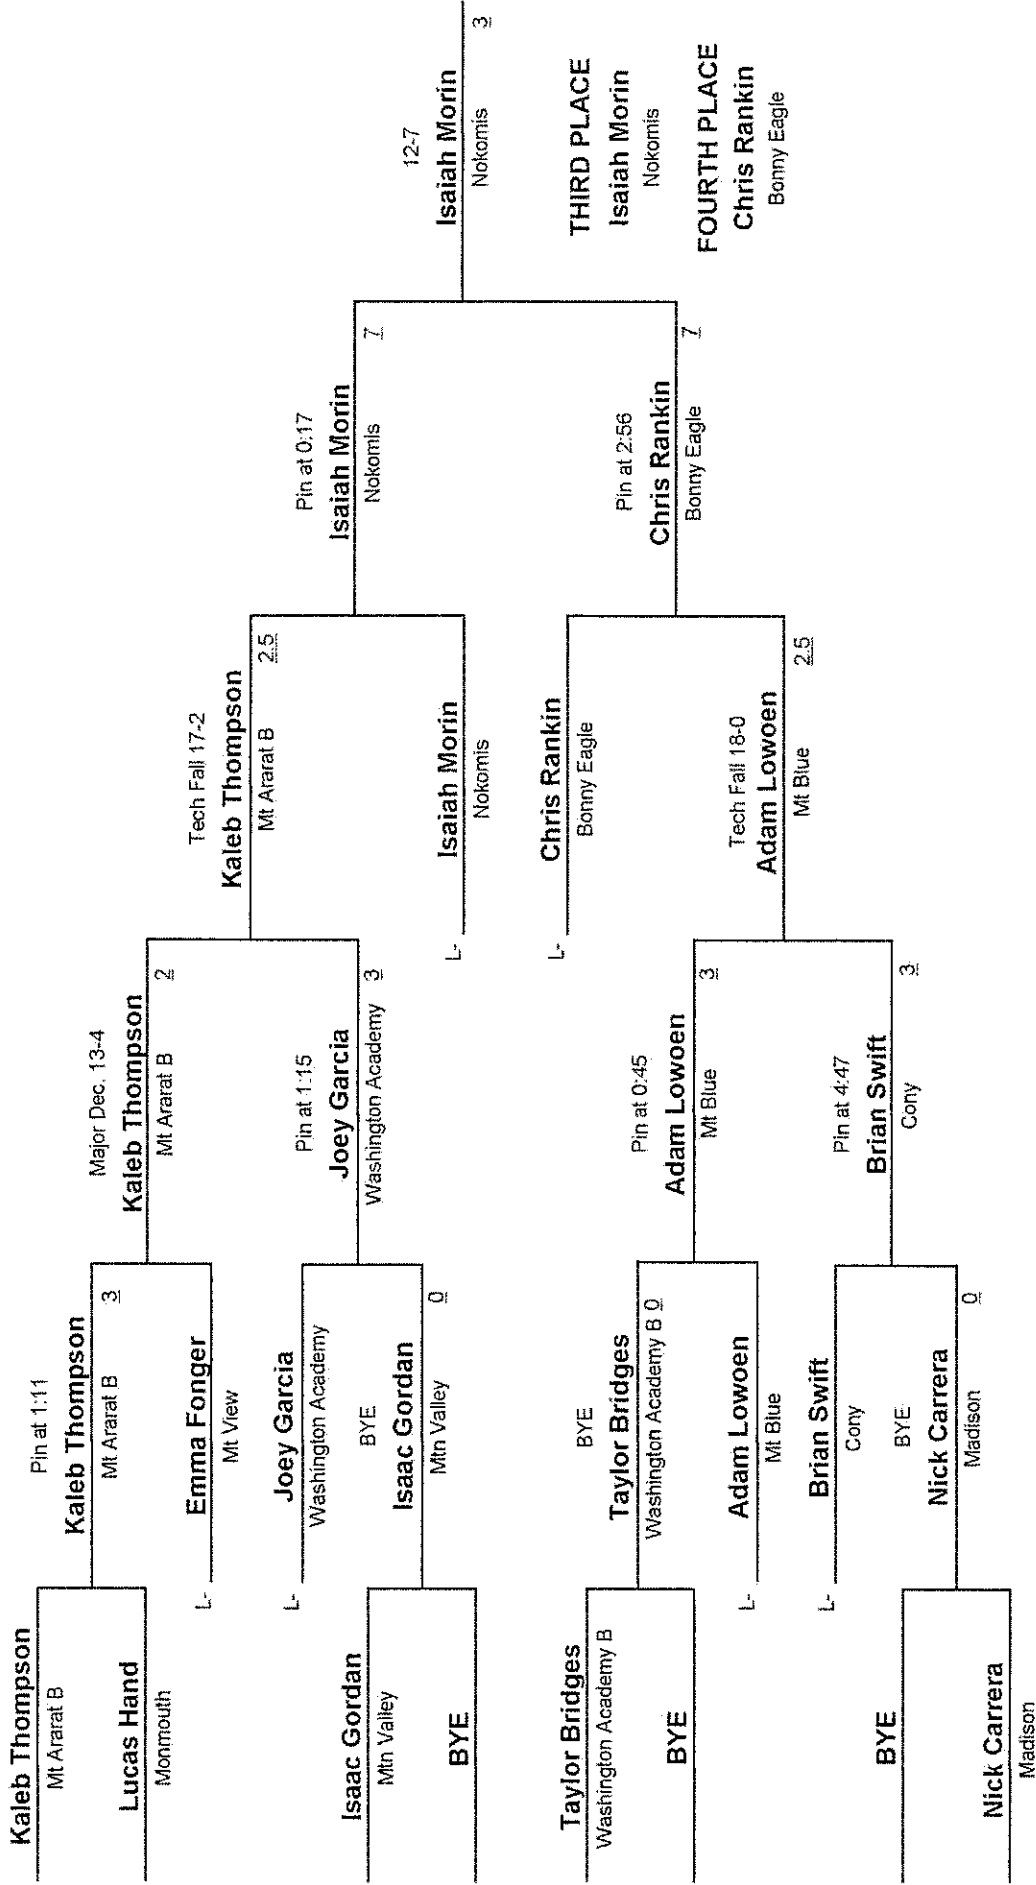 Kaleb Thompson
Mt Ararat B
Lucas Hand
Monmouth
Isaac Gordan
Mtn Valley
BYE
Taylor Bridges
Washington Academy B
BYE
BYE
Nick Carrera
Madison
Pin at 1:11
Kaleb Thompson
Mt Ararat B 3
L-
Emma Fonger
Mt View
L-
Joey Garcia
Washington Academy
BYE
Isaac Gordan
Mtn Valley 0
BYE
Taylor Bridges
Washington Academy B 0
L-
Adam Lowoen
Mt Blue
L-
Brian Swift
Cony
BYE
Nick Carrera
Madison 0
Major Dec. 13-4
Kaleb Thompson
Mt Ararat B 2
Pin at 1:15
Joey Garcia
Washington Academy 3
Pin at 0:45
Adam Lowoen
Mt Blue 3
Pin at 4:47
Brian Swift
Cony 3
Tech Fall 17-2
Kaleb Thompson
Mt Ararat B 2.5
L-
Isaiah Morin
Nokomis
L-
Chris Rankin
Bonny Eagle
Tech Fall 18-0
Adam Lowoen
Mt Blue 2.5
Pin at 0:17
Isaiah Morin
Nokomis 7
Pin at 2:56
Chris Rankin
Bonny Eagle 7
12-7
Isaiah Morin
Nokomis 3
THIRD PLACE
Isaiah Morin
Nokomis
FOURTH PLACE
Chris Rankin
Bonny Eagle